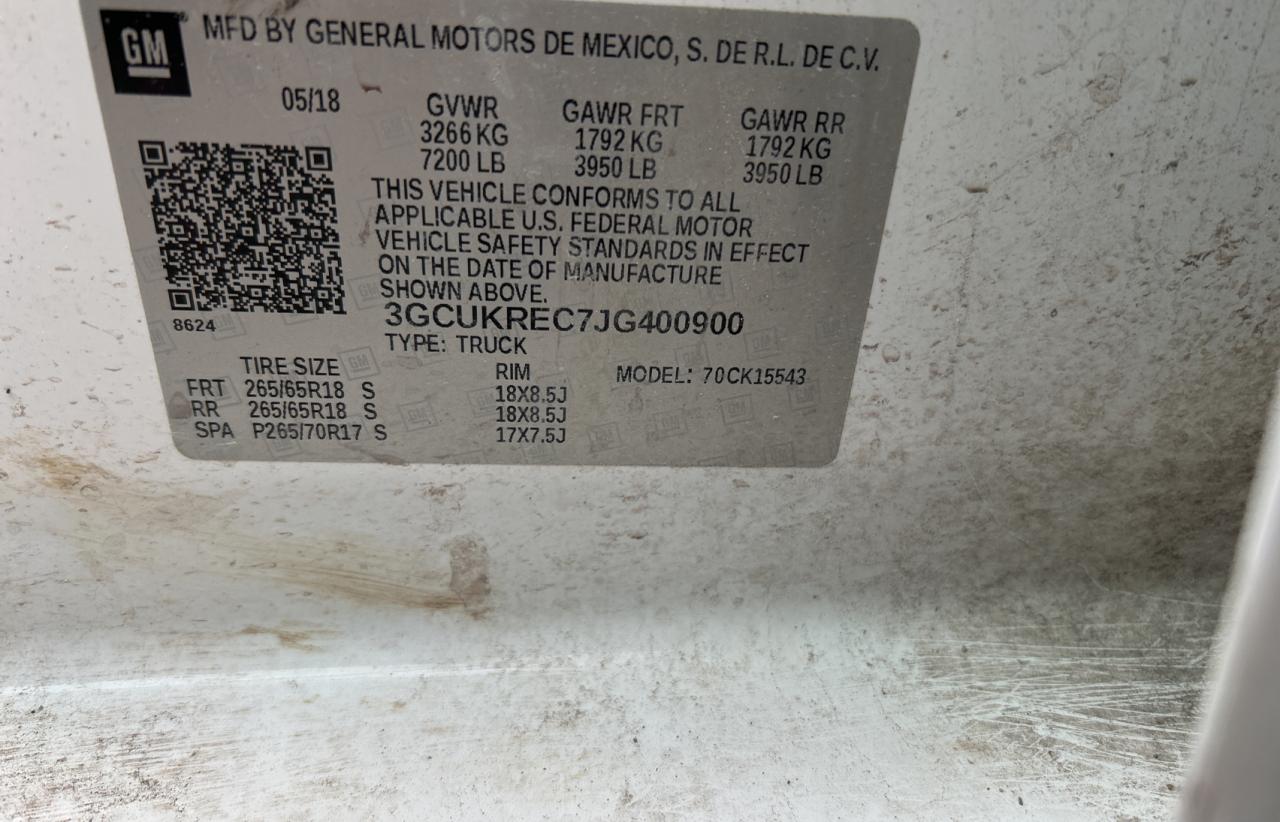 GM MFD BY GENERAL MOTORS DE MEXICO, S. DE R.L. DE C.V.
05/18 GVWR GAWR FRT GAWR RR
3266 KG 1792 KG 1792 KG
7200 LB 3950 LB 3950 LB
THIS VEHICLE CONFORMS TO ALL
APPLICABLE U.S. FEDERAL MOTOR
VEHICLE SAFETY STANDARDS IN EFFECT
ON THE DATE OF MANUFACTURE
SHOWN ABOVE.
3GCUKREC7JG400900
8624
TYPE: TRUCK
TIRE SIZE RIM MODEL: 70CK15543
FRT 265/65R18 S 18X8.5J
RR 265/65R18 S 18X8.5J
SPA P265/70R17 S 17X7.5J